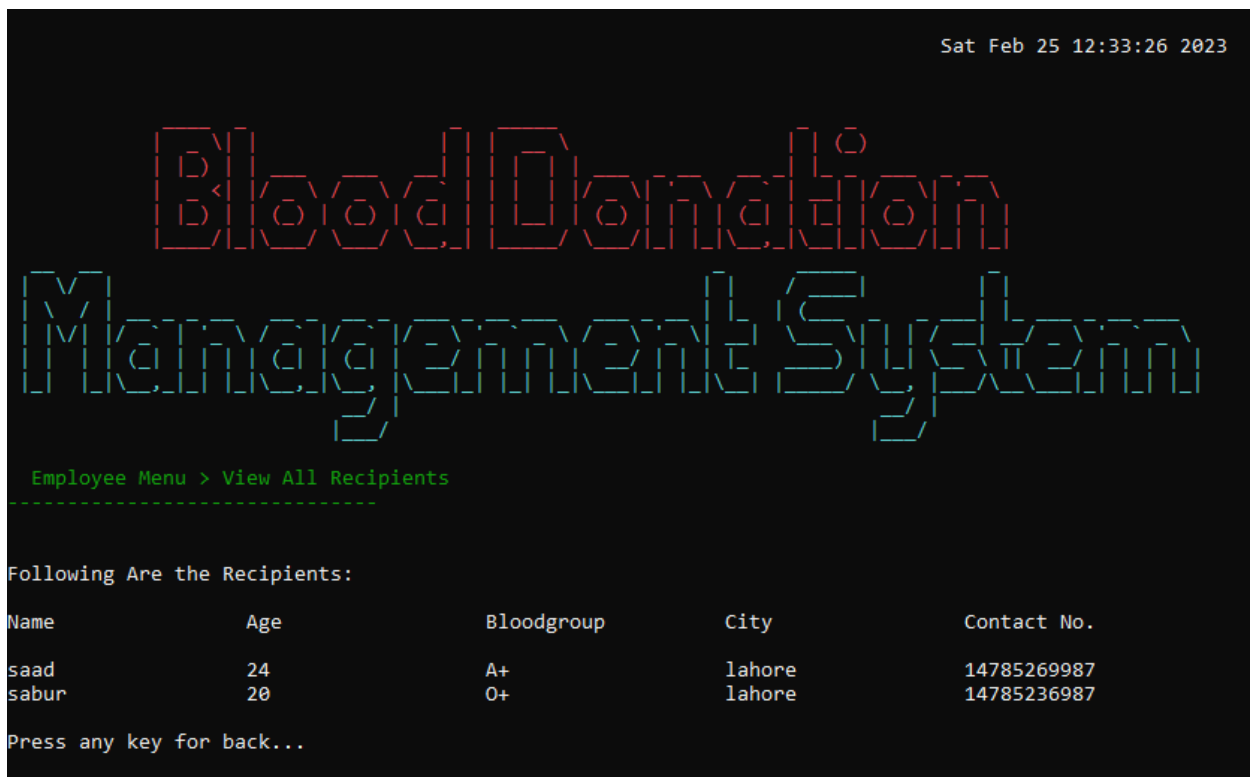 Sat Feb 25 12:33:26 2023
Blood Donation
Management System
Employee Menu > View All Recipients
-------------------------------
Following Are the Recipients:
Name Age Bloodgroup City Contact No.
saad 24 A+ lahore 14785269987
sabur 20 O+ lahore 14785236987
Press any key for back...